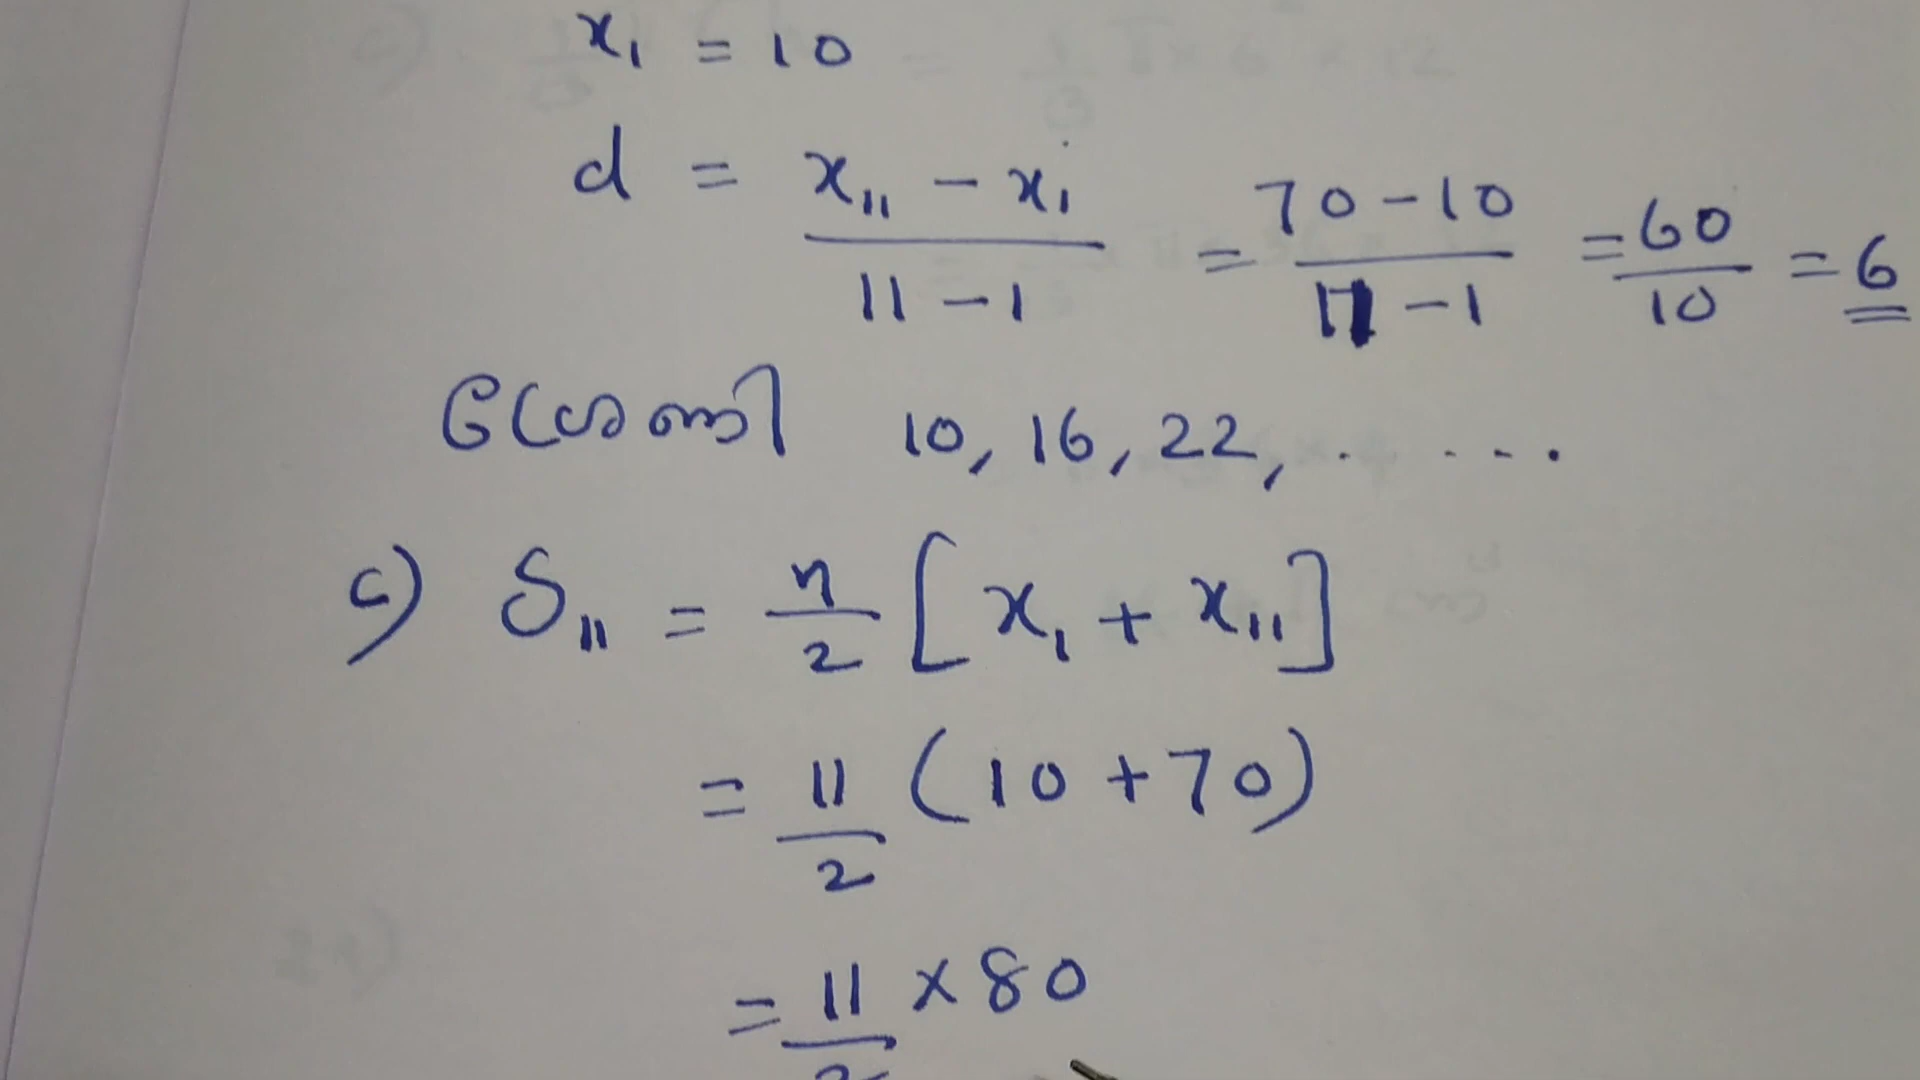 x₁ = 10
d = x₁₁ - x₁ / 11 - 1 = 70 - 10 / 11 - 1 = 60 / 10 = 6
ശ്രേണി 10, 16, 22, . . . . .
c) S₁₁ = n/2 [x₁ + x₁₁]
= 11/2 (10 + 70)
= 11/2 × 80